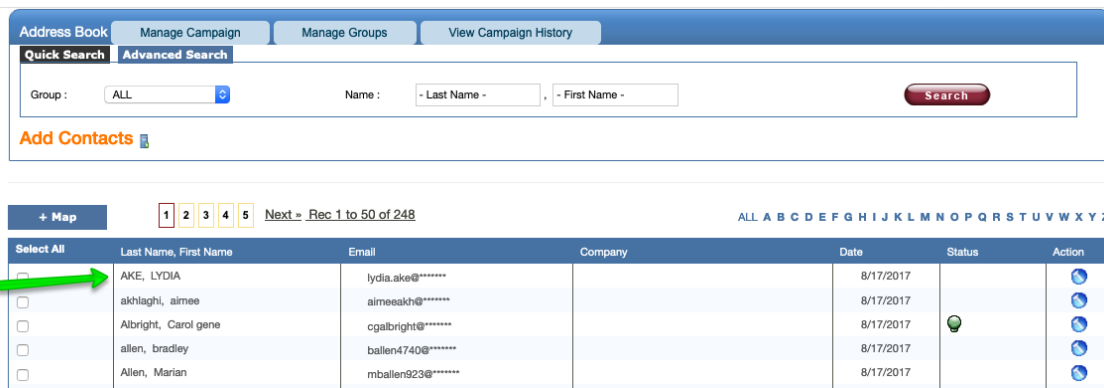 Address Book Manage Campaign Manage Groups View Campaign History
Quick Search Advanced Search
Group : ALL Name : - Last Name - , - First Name - Search
Add Contacts
+ Map 1 2 3 4 5 Next » Rec 1 to 50 of 248 ALL A B C D E F G H I J K L M N O P Q R S T U V W X Y Z
Select All Last Name, First Name Email Company Date Status Action
AKE, LYDIA lydia.ake@******* 8/17/2017
akhlaghi, aimee aimeeakh@******* 8/17/2017
Albright, Carol gene cgalbright@******* 8/17/2017
allen, bradley ballen4740@******* 8/17/2017
Allen, Marian mballen923@******* 8/17/2017